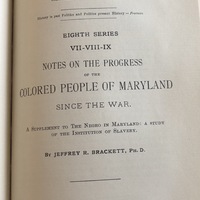 History is past Politics and Politics present History—Freeman
EIGHTH SERIES
VII-VIII-IX
NOTES ON THE PROGRESS
OF THE
COLORED PEOPLE OF MARYLAND
SINCE THE WAR.
A SUPPLEMENT TO THE NEGRO IN MARYLAND: A STUDY
OF THE INSTITUTION OF SLAVERY.
BY JEFFREY R. BRACKETT, PH. D.